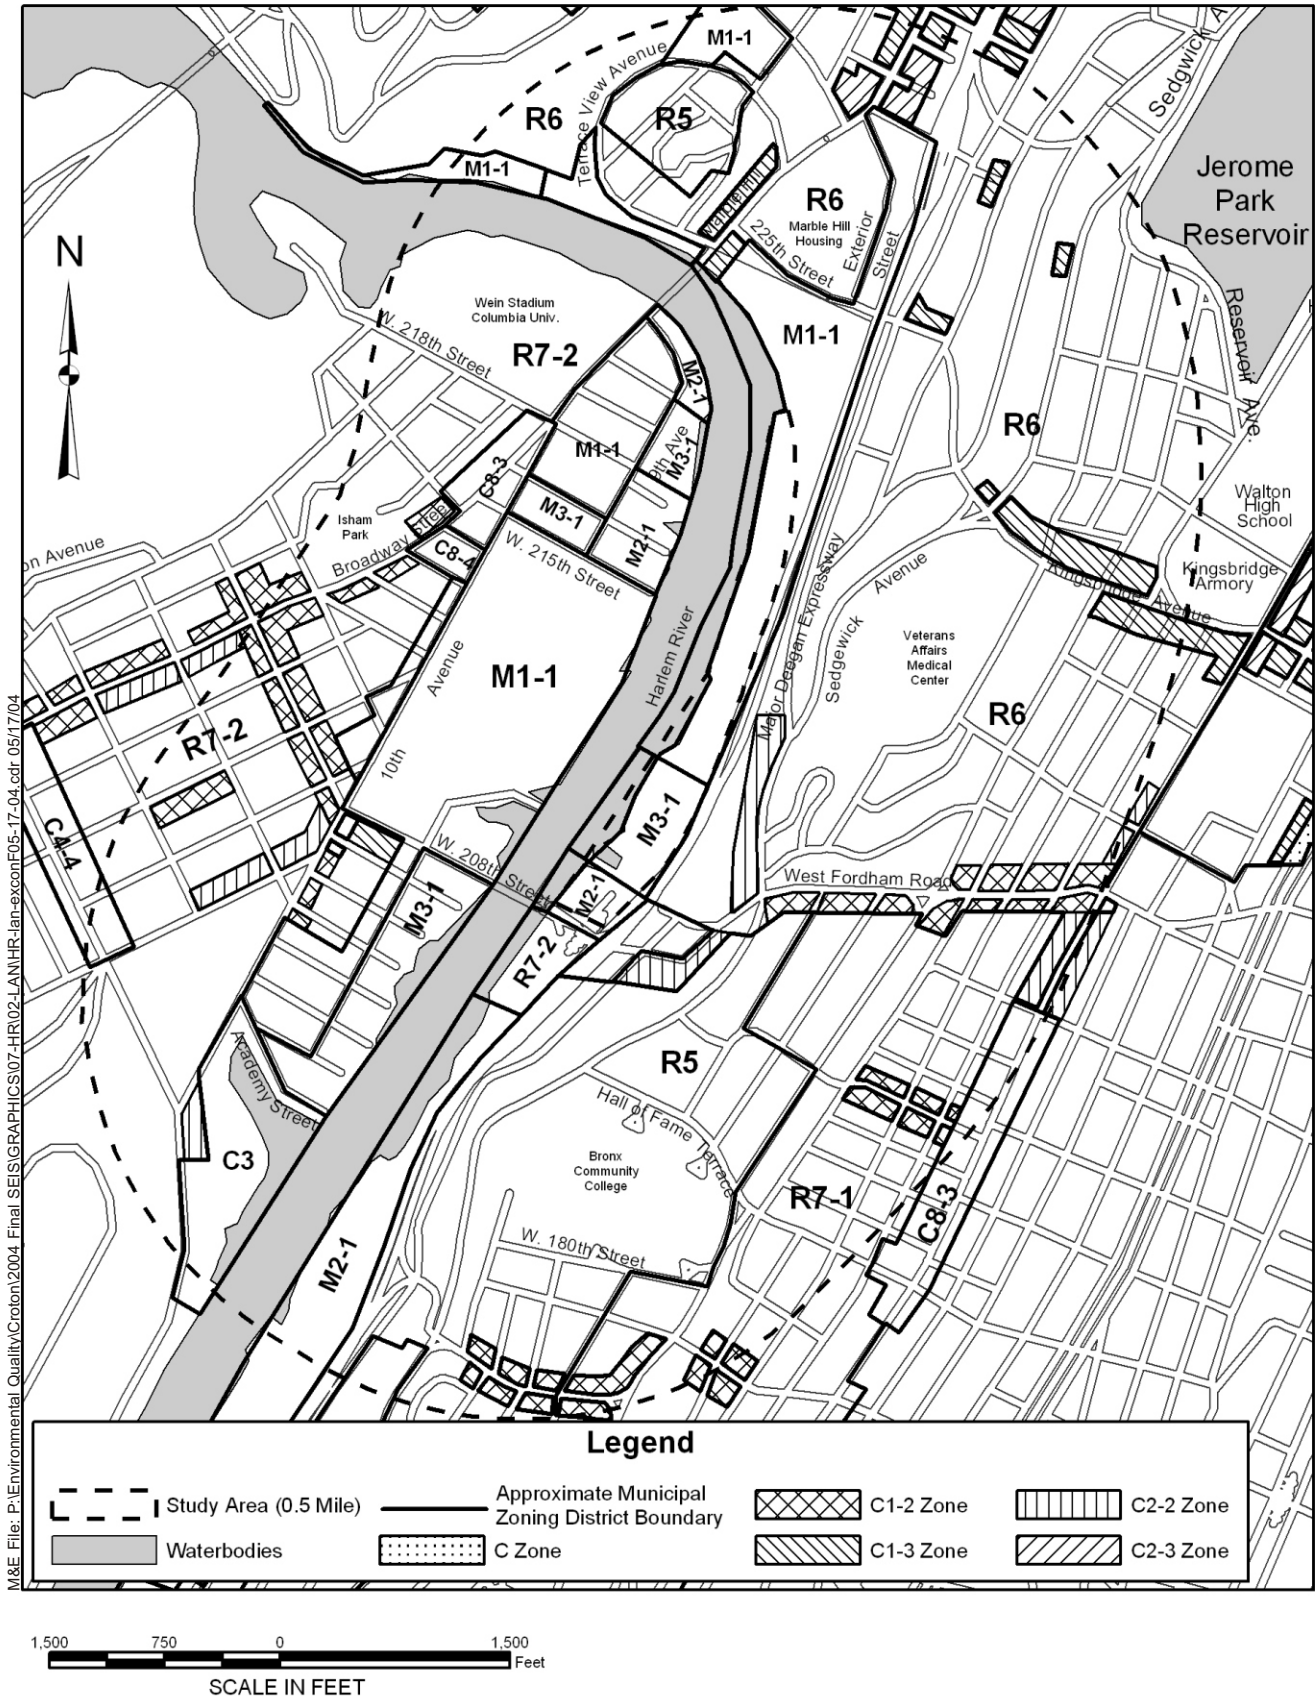 M1-1
Sedgwick A
Terrace View Avenue
R6
R5
Jerome
Park
Reservoir
M1-1
R6
Marble Hill
Housing
Marble Hill
225th Street
Exterior
Street
N
Wein Stadium
Columbia Univ.
W. 218th Street
R7-2
M1-1
M2-1
Reservoir Ave.
R6
9th Ave
M3-1
M1-1
C8-3
Walton
High
School
Isham
Park
M3-1
M2-1
on Avenue
Broadway Street
C8-4
W. 215th Street
Kingsbridge
Armory
Kingsbridge Avenue
Major Deegan Expressway
Sedgewick Avenue
Veterans
Affairs
Medical
Center
Harlem River
M1-1
10th Avenue
R7-2
R6
C4-4
M3-1
W. 208th Street
West Fordham Road
M3-1
M2-1
R7-2
Academy Street
R5
Hall of Fame Terrace
C3
Bronx
Community
College
R7-1
C8-3
W. 180th Street
M2-1
M&E File: P:\Environmental Quality\Croton\2004 Final SEIS\GRAPHICS\07-HR\02-LAN\HR-lan-exconF05-17-04.cdr 05/17/04
Legend
Study Area (0.5 Mile)
Approximate Municipal
Zoning District Boundary
C1-2 Zone
C2-2 Zone
Waterbodies
C Zone
C1-3 Zone
C2-3 Zone
1,500 750 0 1,500
Feet
SCALE IN FEET